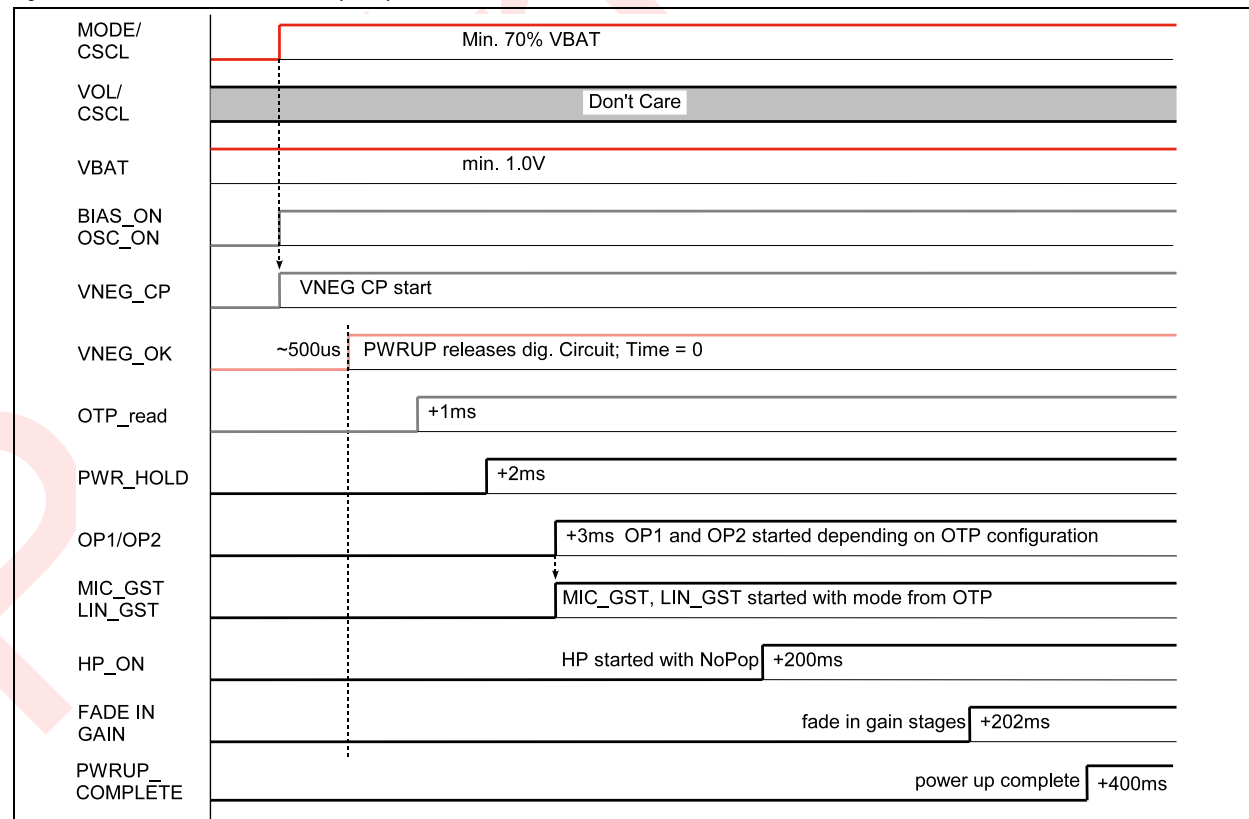 MODE/
CSCL
Min. 70% VBAT
VOL/
CSCL
Don't Care
VBAT
min. 1.0V
BIAS_ON
OSC_ON
VNEG_CP
VNEG CP start
VNEG_OK
~500us
PWRUP releases dig. Circuit; Time = 0
OTP_read
+1ms
PWR_HOLD
+2ms
OP1/OP2
+3ms OP1 and OP2 started depending on OTP configuration
MIC_GST
LIN_GST
MIC_GST, LIN_GST started with mode from OTP
HP_ON
HP started with NoPop
+200ms
FADE IN
GAIN
fade in gain stages
+202ms
PWRUP_
COMPLETE
power up complete
+400ms